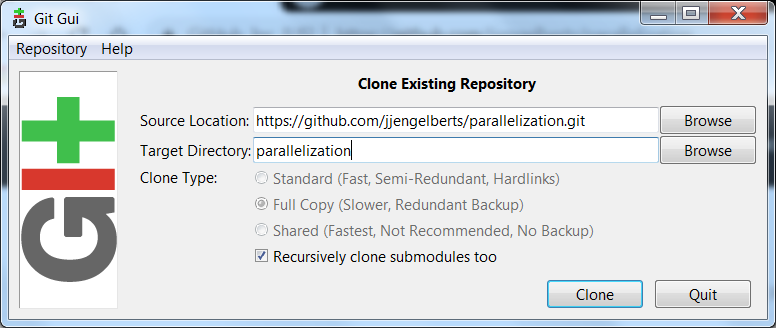 Git Gui
Repository Help
Clone Existing Repository
Source Location: https://github.com/jjengelberts/parallelization.git Browse
Target Directory: parallelization Browse
Clone Type: Standard (Fast, Semi-Redundant, Hardlinks)
Full Copy (Slower, Redundant Backup)
Shared (Fastest, Not Recommended, No Backup)
Recursively clone submodules too
Clone Quit